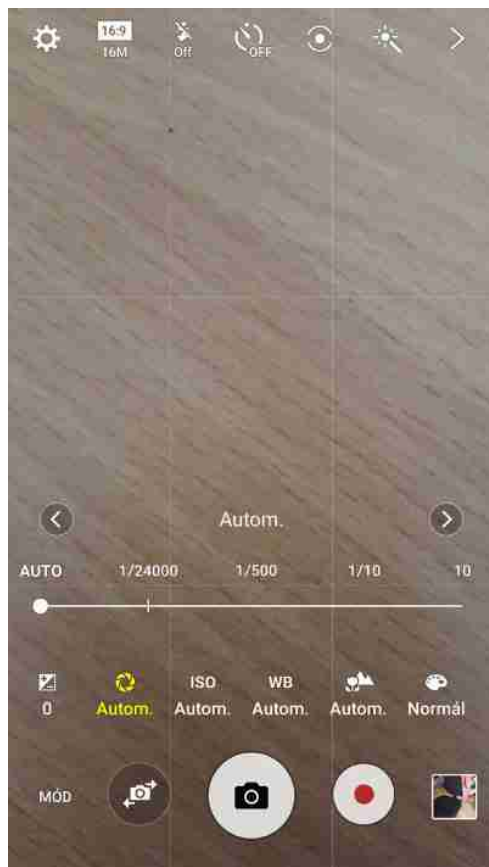 16:9
16M
Off
OFF
Autom.
AUTO 1/24000 1/500 1/10 10
ISO WB
0 Autom. Autom. Autom. Autom. Normál
MÓD